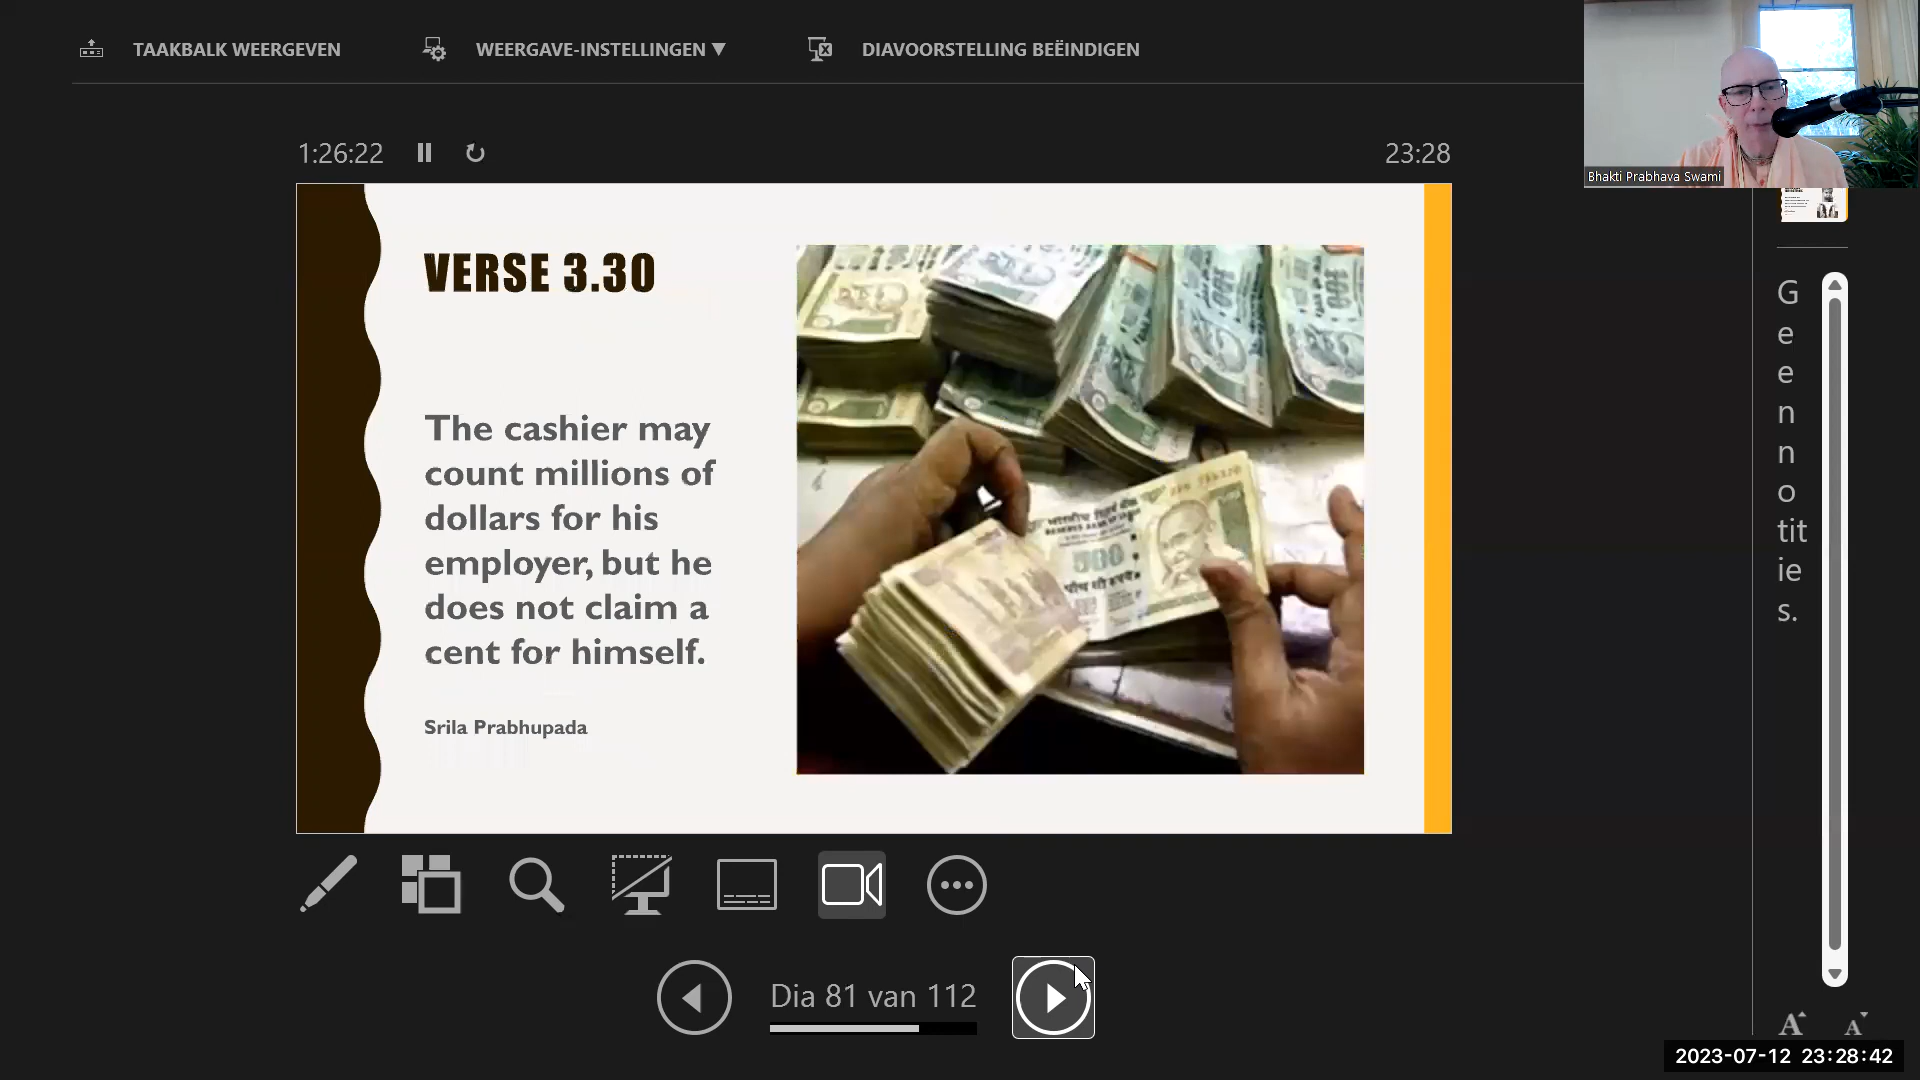 TAAKBALK WEERGEVEN
WEERGAVE-INSTELLINGEN ▼
DIAVOORSTELLING BEËINDIGEN
Bhakti Prabhava Swami
1:26:22
23:28
VERSE 3.30
The cashier may
count millions of
dollars for his
employer, but he
does not claim a
cent for himself.
Srila Prabhupada
500
100
G
e
e
n
n
o
tit
ie
s.
Dia 81 van 112
A
A
2023-07-12 23:28:42